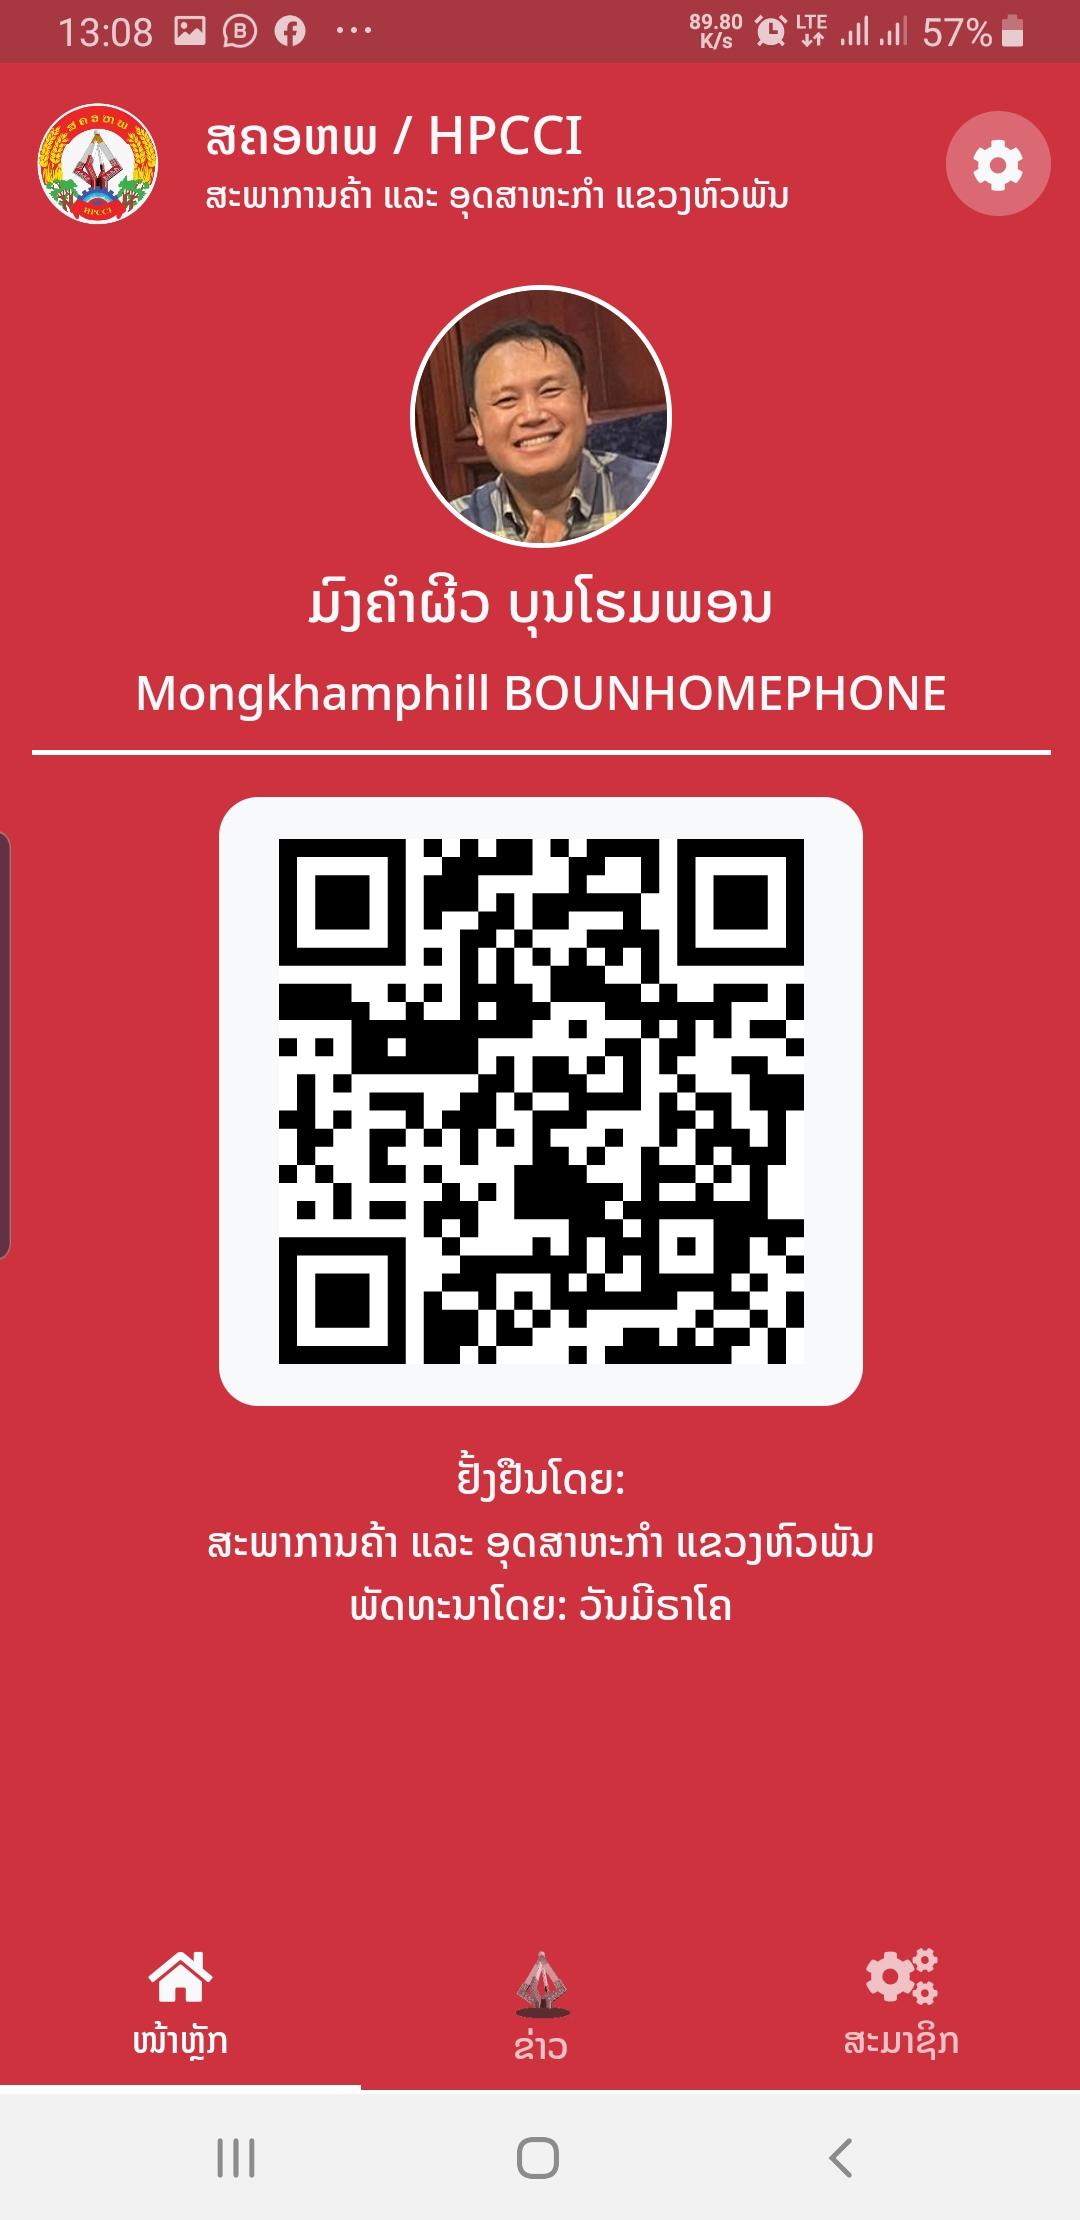 13:08
89.80
K/s
LTE
57%
ສຄອຫພ
HPCCI
ສຄອຫພ / HPCCI
ສະພາການຄ້າ ແລະ ອຸດສາຫະກຳ ແຂວງຫົວພັນ
ມົງຄຳຜີວ ບຸນໂຮມພອນ
Mongkhamphill BOUNHOMEPHONE
ຢັ້ງຢືນໂດຍ:
ສະພາການຄ້າ ແລະ ອຸດສາຫະກຳ ແຂວງຫົວພັນ
ພັດທະນາໂດຍ: ວັນມີຣາໂຄ
ໜ້າຫຼັກ
ຂ່າວ
ສະມາຊິກ